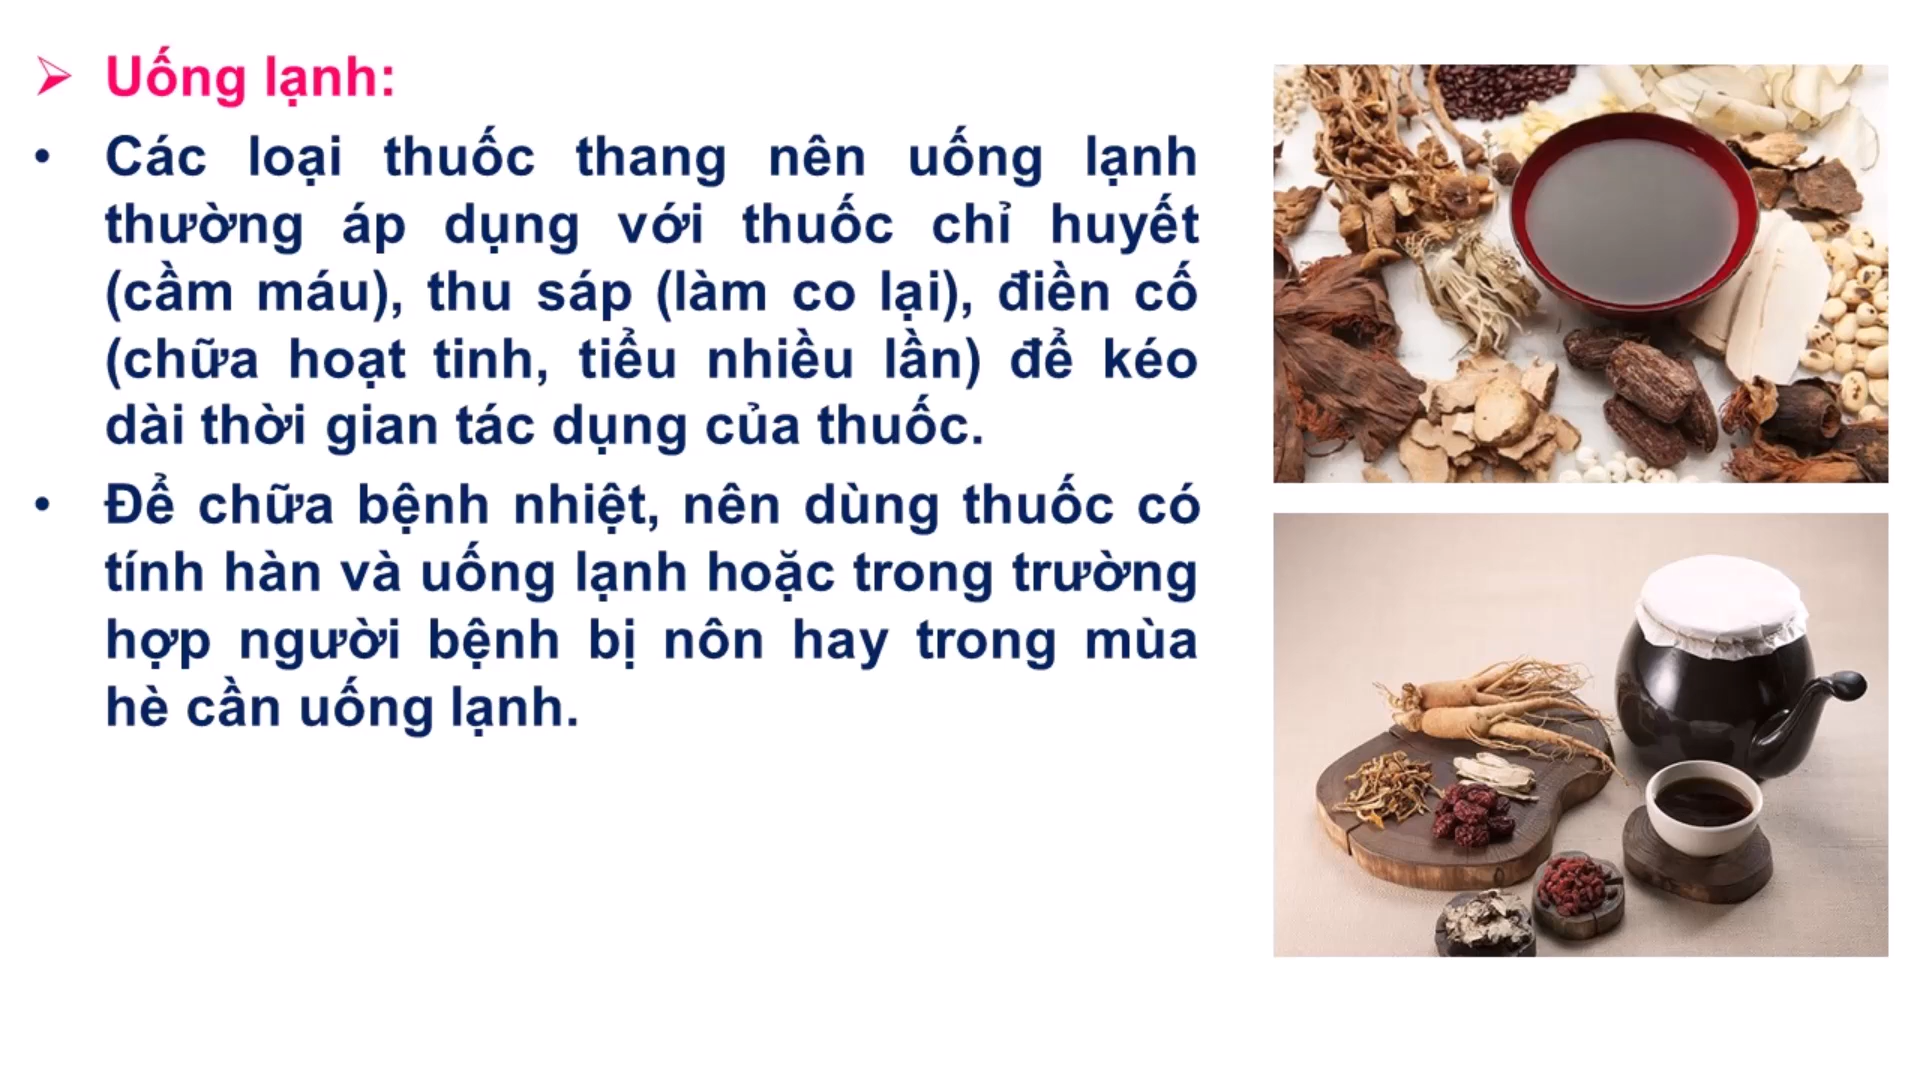 ➢ Uống lạnh:
• Các loại thuốc thang nên uống lạnh
thường áp dụng với thuốc chỉ huyết
(cầm máu), thu sáp (làm co lại), điền cố
(chữa hoạt tinh, tiểu nhiều lần) để kéo
dài thời gian tác dụng của thuốc.
• Để chữa bệnh nhiệt, nên dùng thuốc có
tính hàn và uống lạnh hoặc trong trường
hợp người bệnh bị nôn hay trong mùa
hè cần uống lạnh.